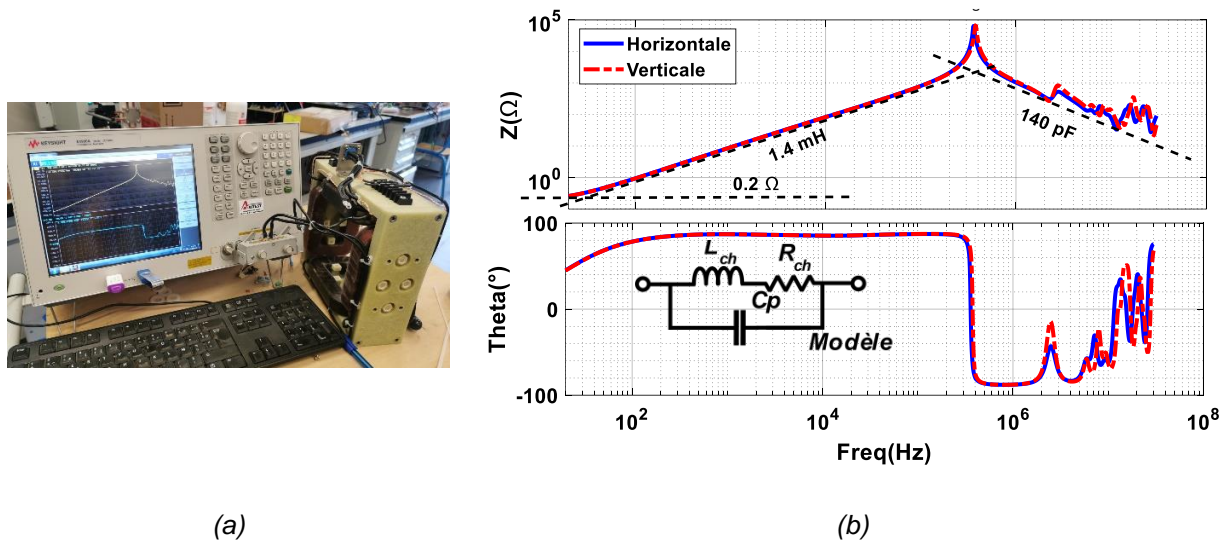 KEYSIGHT
(a)
Horizontale
Verticale
Z(Ω)
10^5
10^0
1.4 mH
140 pF
0.2 Ω
Theta(°)
100
0
-100
L_ch
R_ch
Cp
Modèle
10^2
10^4
10^6
10^8
Freq(Hz)
(b)